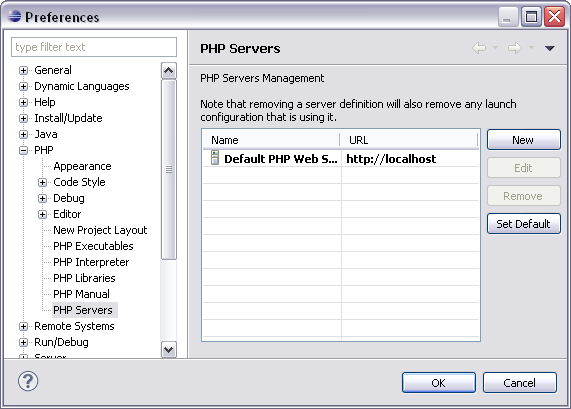 Preferences
type filter text
General
Dynamic Languages
Help
Install/Update
Java
PHP
Appearance
Code Style
Debug
Editor
New Project Layout
PHP Executables
PHP Interpreter
PHP Libraries
PHP Manual
PHP Servers
Remote Systems
Run/Debug
Server
PHP Servers
PHP Servers Management
Note that removing a server definition will also remove any launch
configuration that is using it.
Name URL
Default PHP Web S... http://localhost
New
Edit
Remove
Set Default
OK Cancel